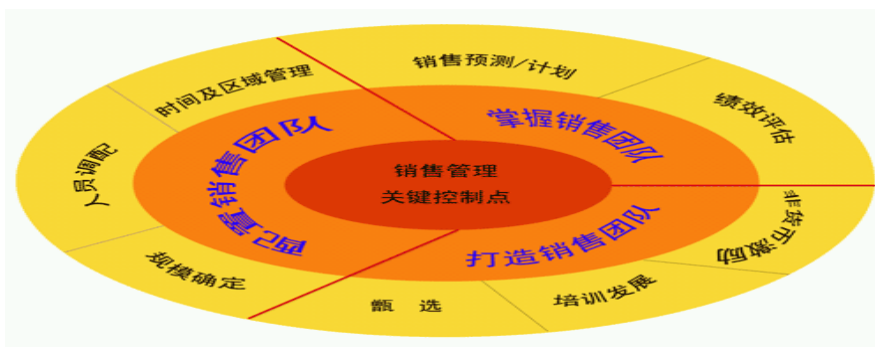 销售预测/计划
绩效评估
非货币激励
培训发展
甄 选
规模确定
人员调配
时间及区域管理
掌握销售团队
打造销售团队
配置销售团队
销售管理
关键控制点